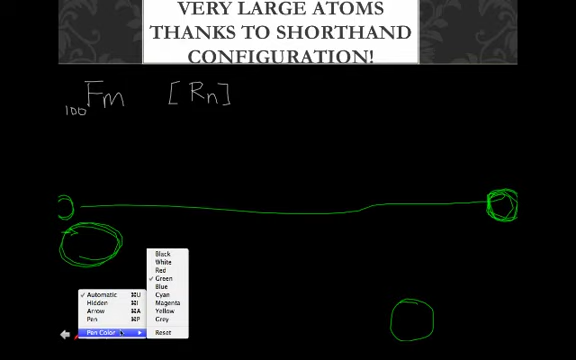 VERY LARGE ATOMS
THANKS TO SHORTHAND
CONFIGURATION!
100Fm [Rn]
Black
White
Red
✓ Green
Blue
Cyan
Magenta
Yellow
Grey
Reset
✓ Automatic ⌘U
Hidden ⌘I
Arrow ⌘A
Pen ⌘P
Pen Color